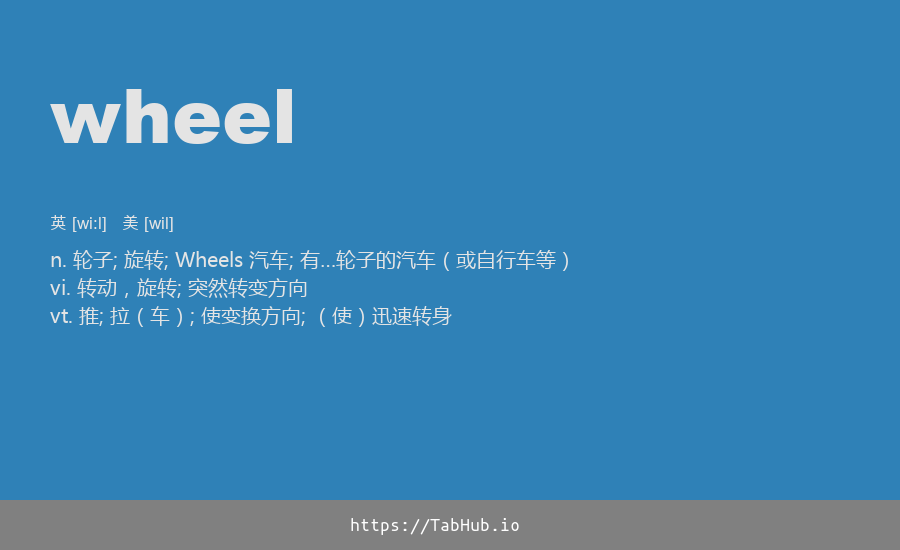 wheel
英 [wi:l] 美 [wil]
n. 轮子; 旋转; Wheels 汽车; 有...轮子的汽车（或自行车等）
vi. 转动，旋转; 突然转变方向
vt. 推; 拉（车）; 使变换方向; （使）迅速转身
https://TabHub.io